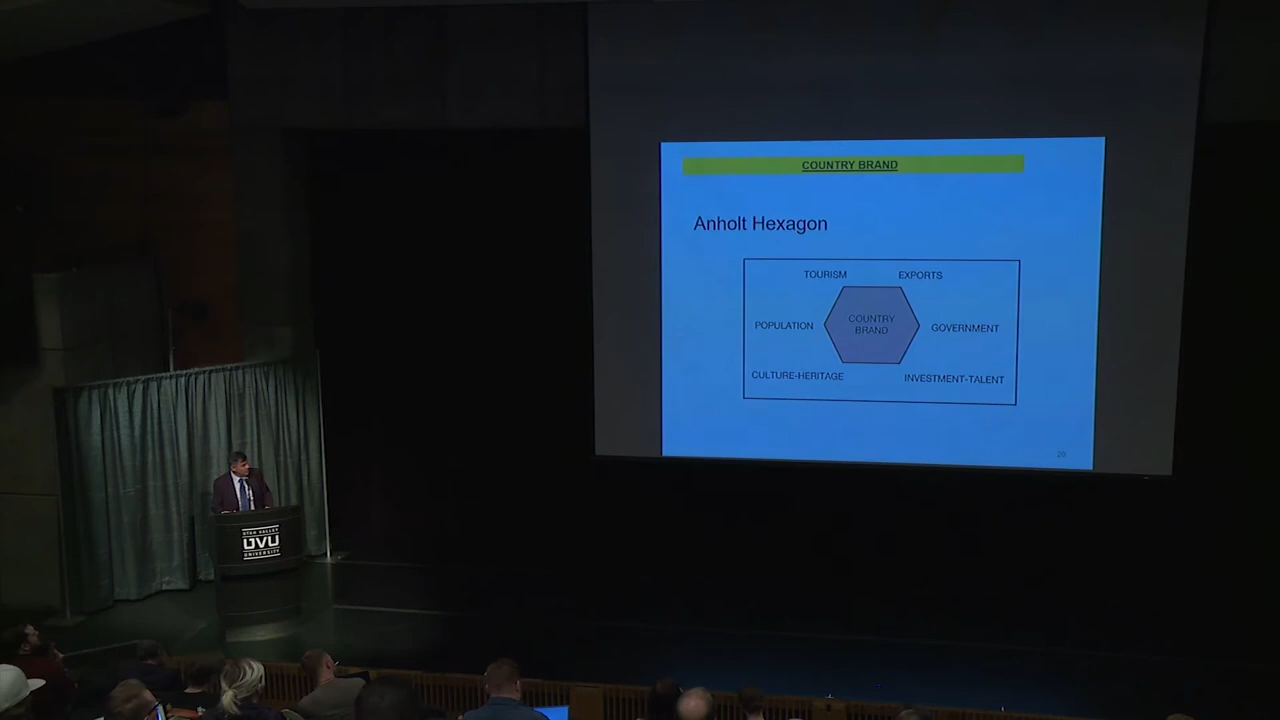 COUNTRY BRAND
Anholt Hexagon
TOURISM
EXPORTS
POPULATION
COUNTRY
BRAND
GOVERNMENT
CULTURE-HERITAGE
INVESTMENT-TALENT
20
UTAH VALLEY
UVU
UNIVERSITY